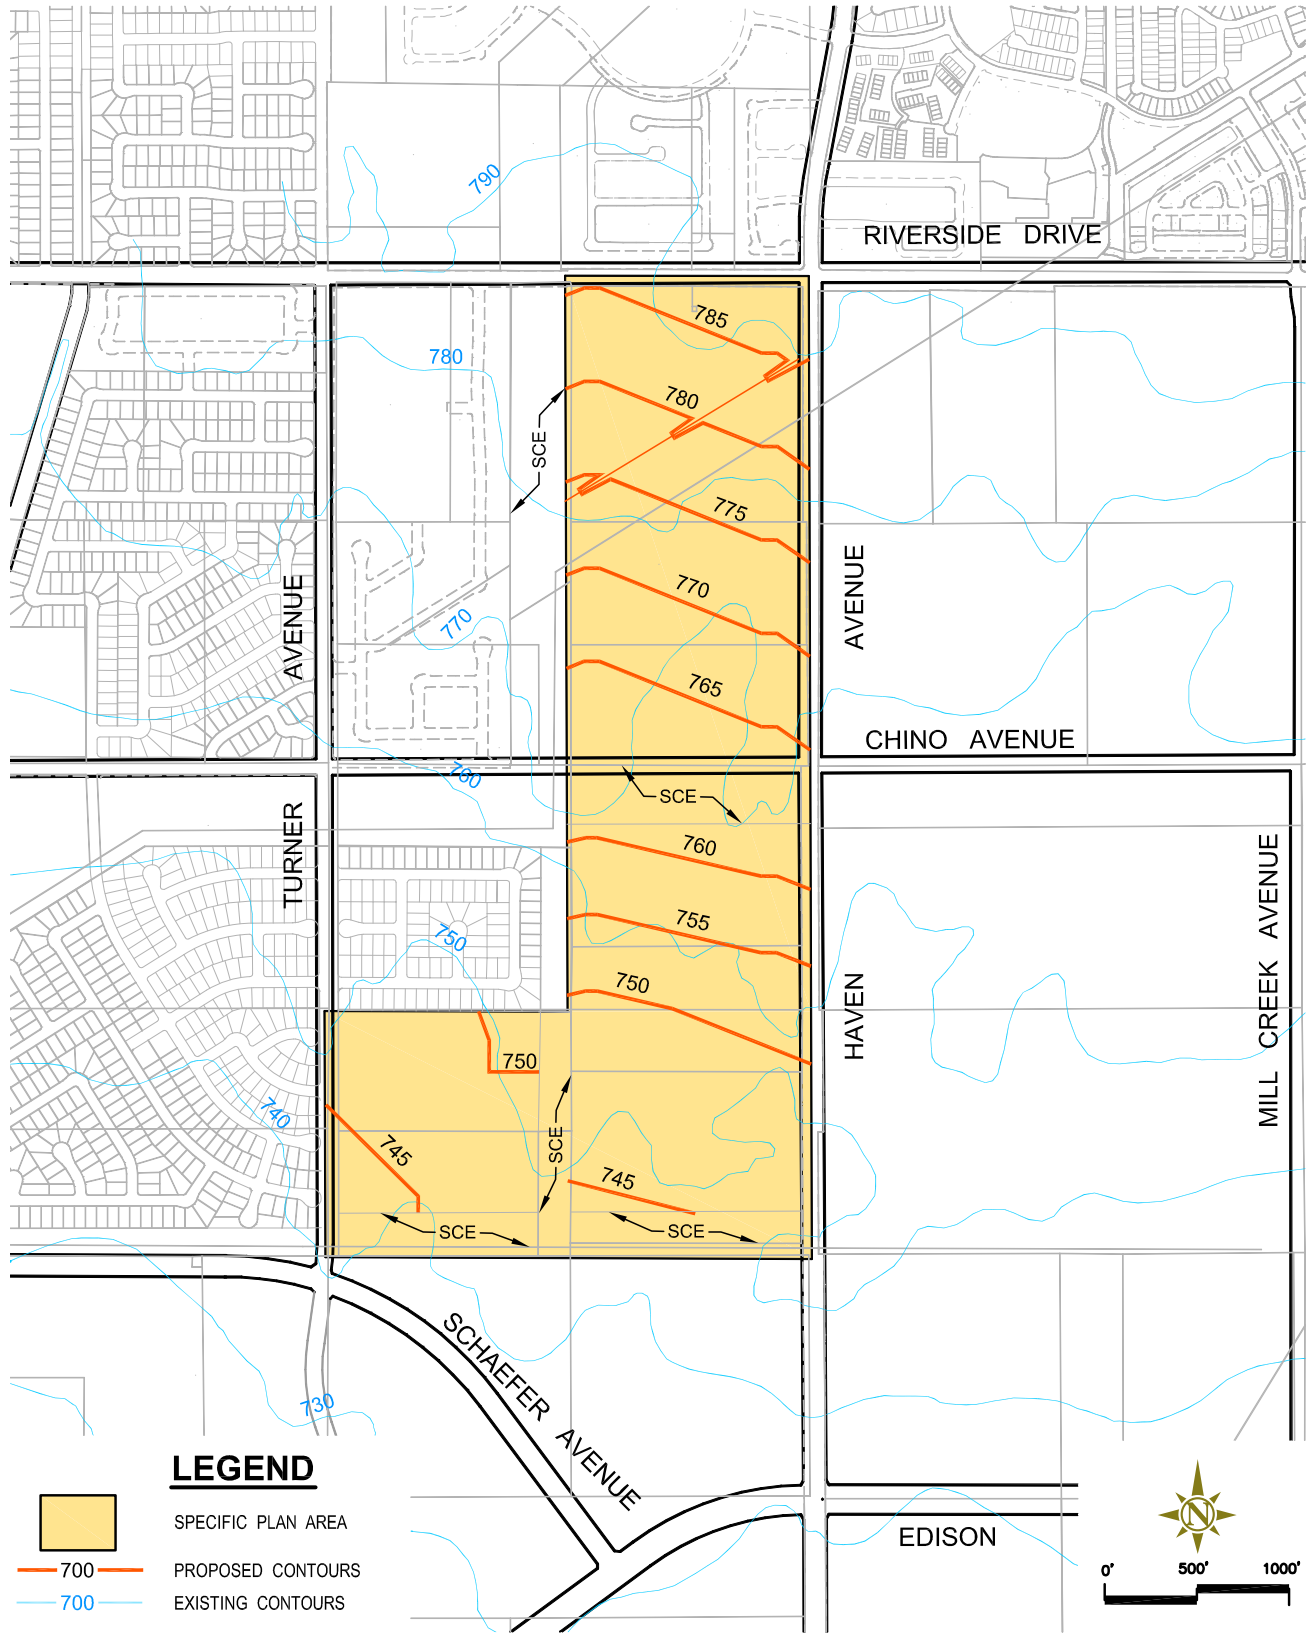 790
RIVERSIDE DRIVE
785
780
780
SCE
775
AVENUE
AVENUE
770
770
765
CHINO AVENUE
760
SCE
TURNER
760
MILL CREEK AVENUE
755
750
750
HAVEN
750
740
745
SCE
745
SCE
SCE
SCHAEFER AVENUE
730
LEGEND
SPECIFIC PLAN AREA
700 PROPOSED CONTOURS
700 EXISTING CONTOURS
EDISON
N
0' 500' 1000'